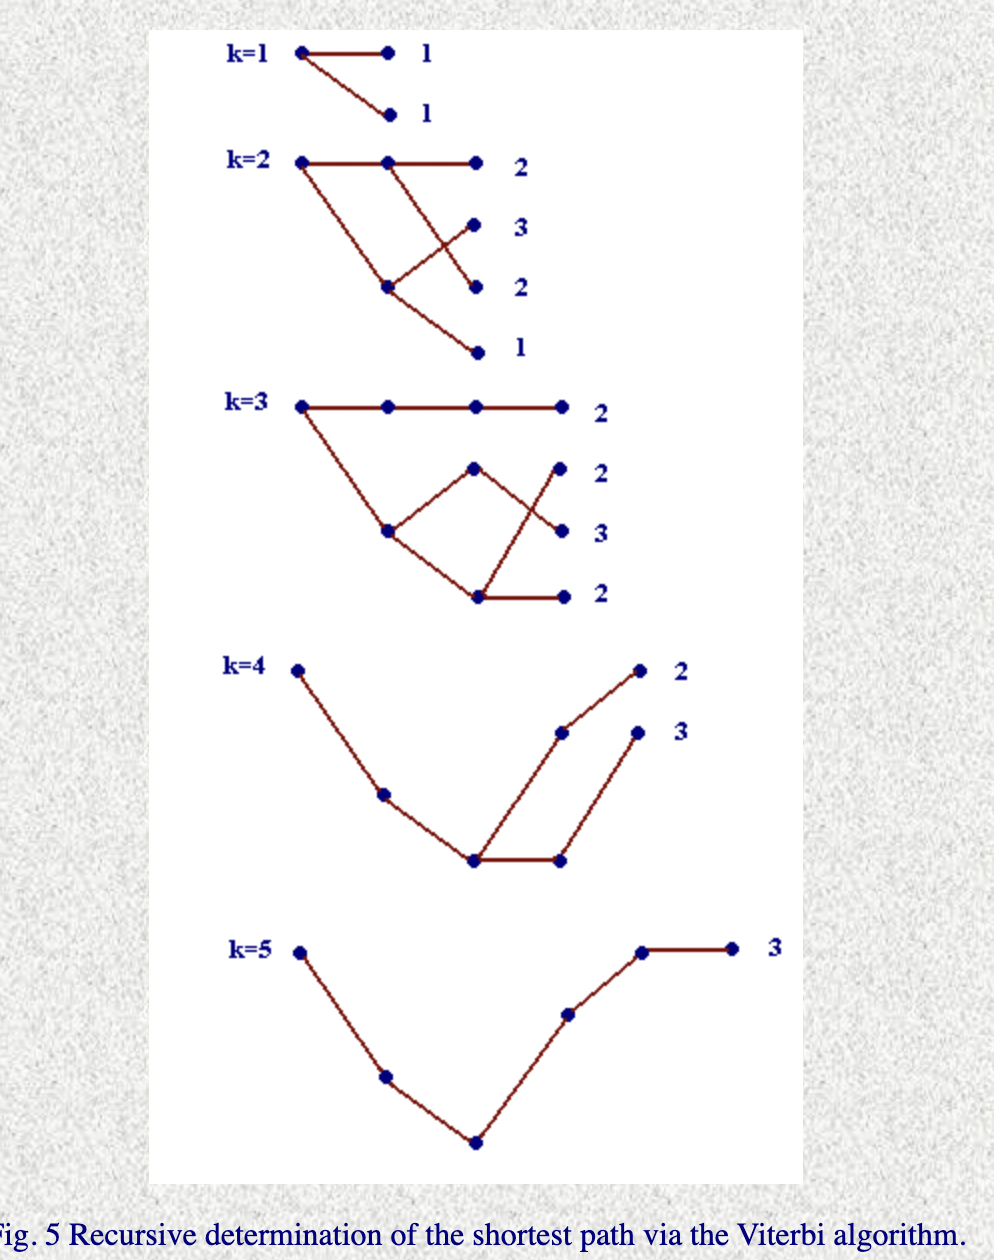 k=1 1
1
k=2 2
3
2
1
k=3 2
2
3
2
k=4 2
3
k=5 3
Fig. 5 Recursive determination of the shortest path via the Viterbi algorithm.